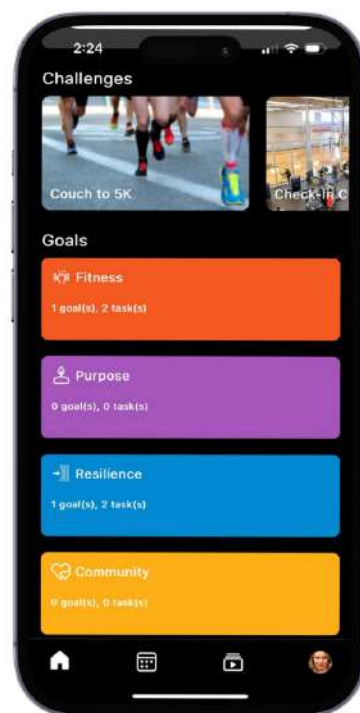 2:24
Challenges
Couch to 5K
Check-In C
Goals
Fitness
1 goal(s), 2 task(s)
Purpose
0 goal(s), 0 task(s)
Resilience
1 goal(s), 2 task(s)
Community
0 goal(s), 0 task(s)